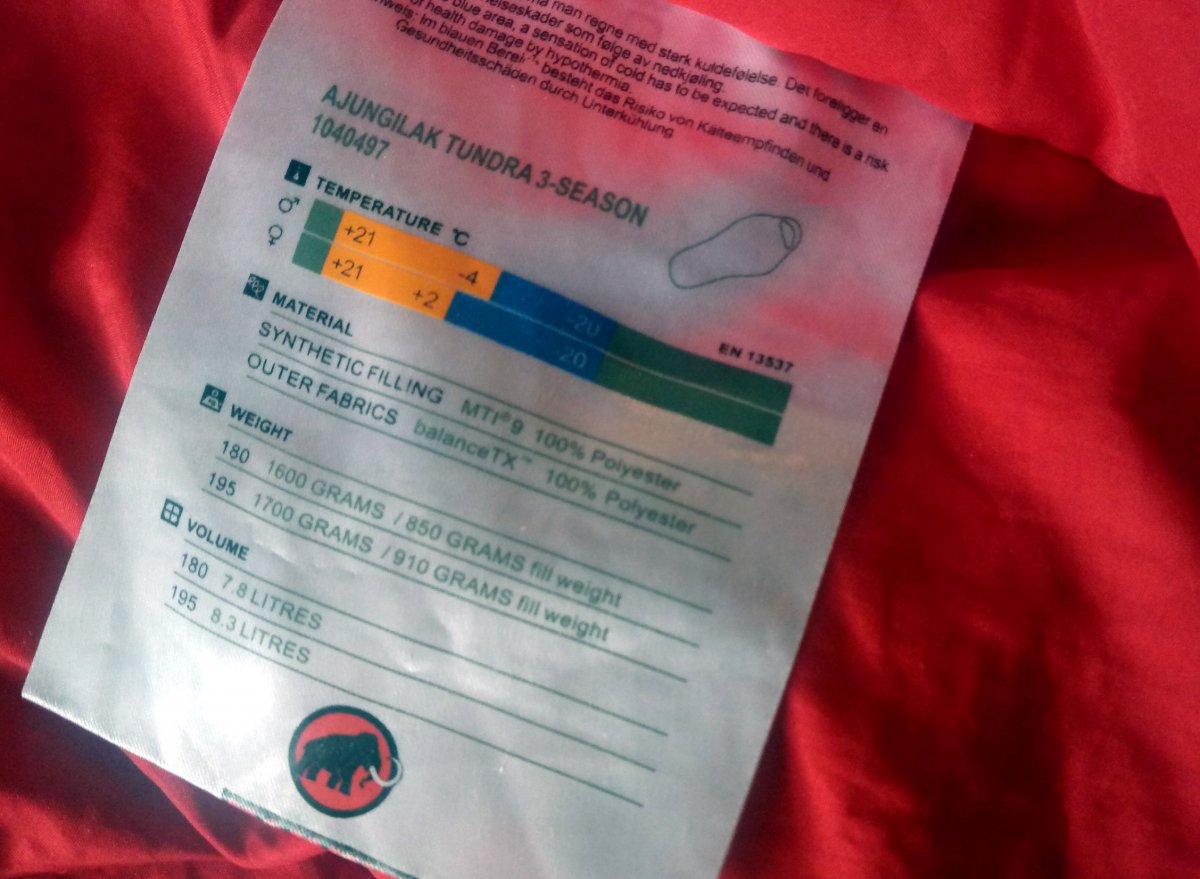 man regne med sterk kuldefølelse. Det foreligger en
helseskader som følge av nedkjøling.
blue area, a sensation of cold has to be expected and there is a risk
of health damage by hypothermia.
Im blauen besteht das Risiko von Kälteempfinden und
Gesundheitsschäden durch Unterkühlung
AJUNGILAK TUNDRA 3-SEASON
1040497
TEMPERATURE °C
♂ +21 -4 -20
♀ +21 +2 -20
EN 13537
MATERIAL
SYNTHETIC FILLING MTI® 9 100% Polyester
OUTER FABRICS balanceTX™ 100% Polyester
WEIGHT
180 1600 GRAMS / 850 GRAMS fill weight
195 1700 GRAMS / 910 GRAMS fill weight
VOLUME
180 7.8 LITRES
195 8.3 LITRES